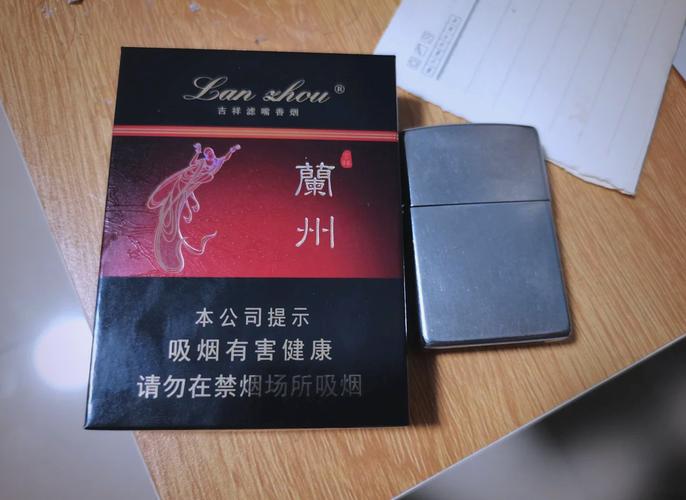 Lan zhou®
吉祥滤嘴香烟
蘭州
本公司提示
吸烟有害健康
请勿在禁烟场所吸烟